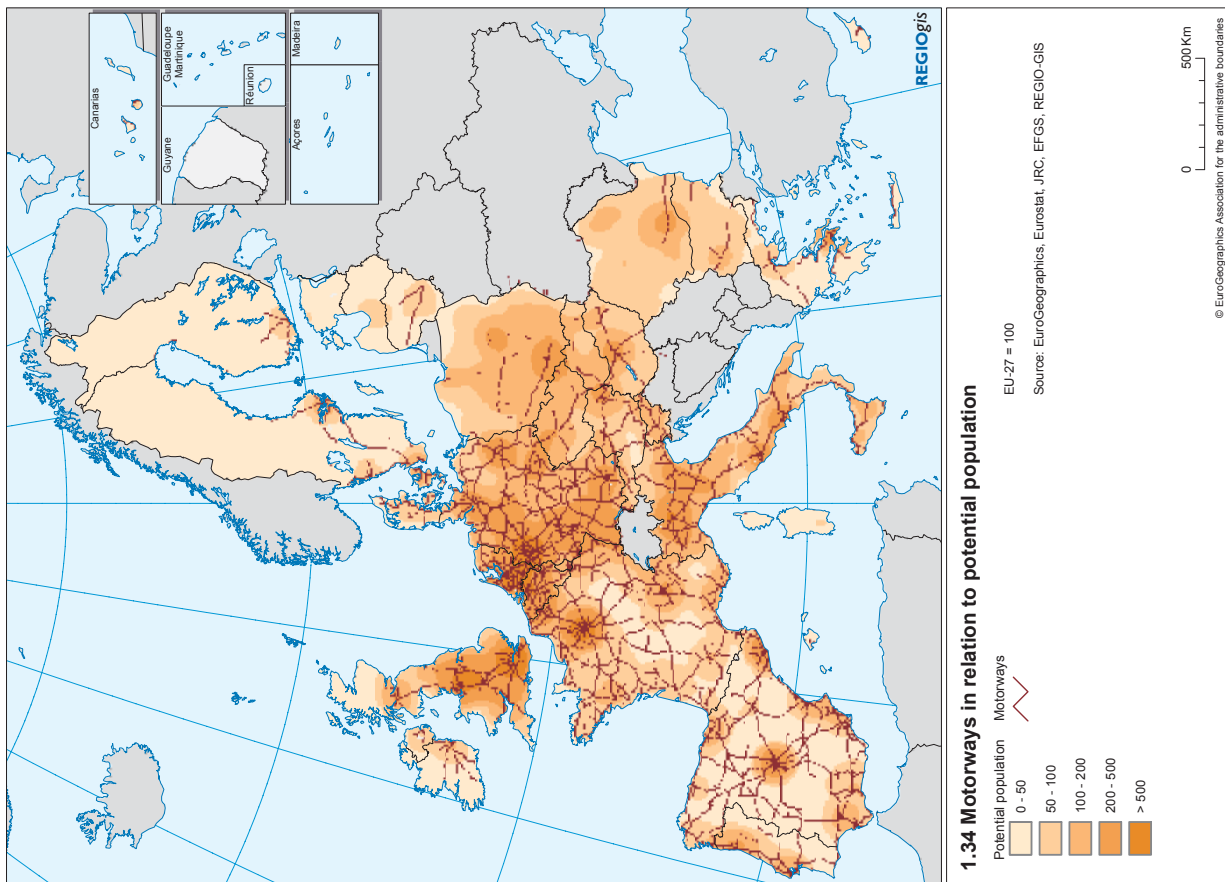 Canarias
Guyane
Guadeloupe
Martinique
Réunion
Açores
Madeira
REGIOgis
1.34 Motorways in relation to potential population
Potential population
0 - 50
50 - 100
100 - 200
200 - 500
> 500
Motorways
EU-27 = 100
Source: EuroGeographics, Eurostat, JRC, EFGS, REGIO-GIS
0 500 Km
© EuroGeographics Association for the administrative boundaries